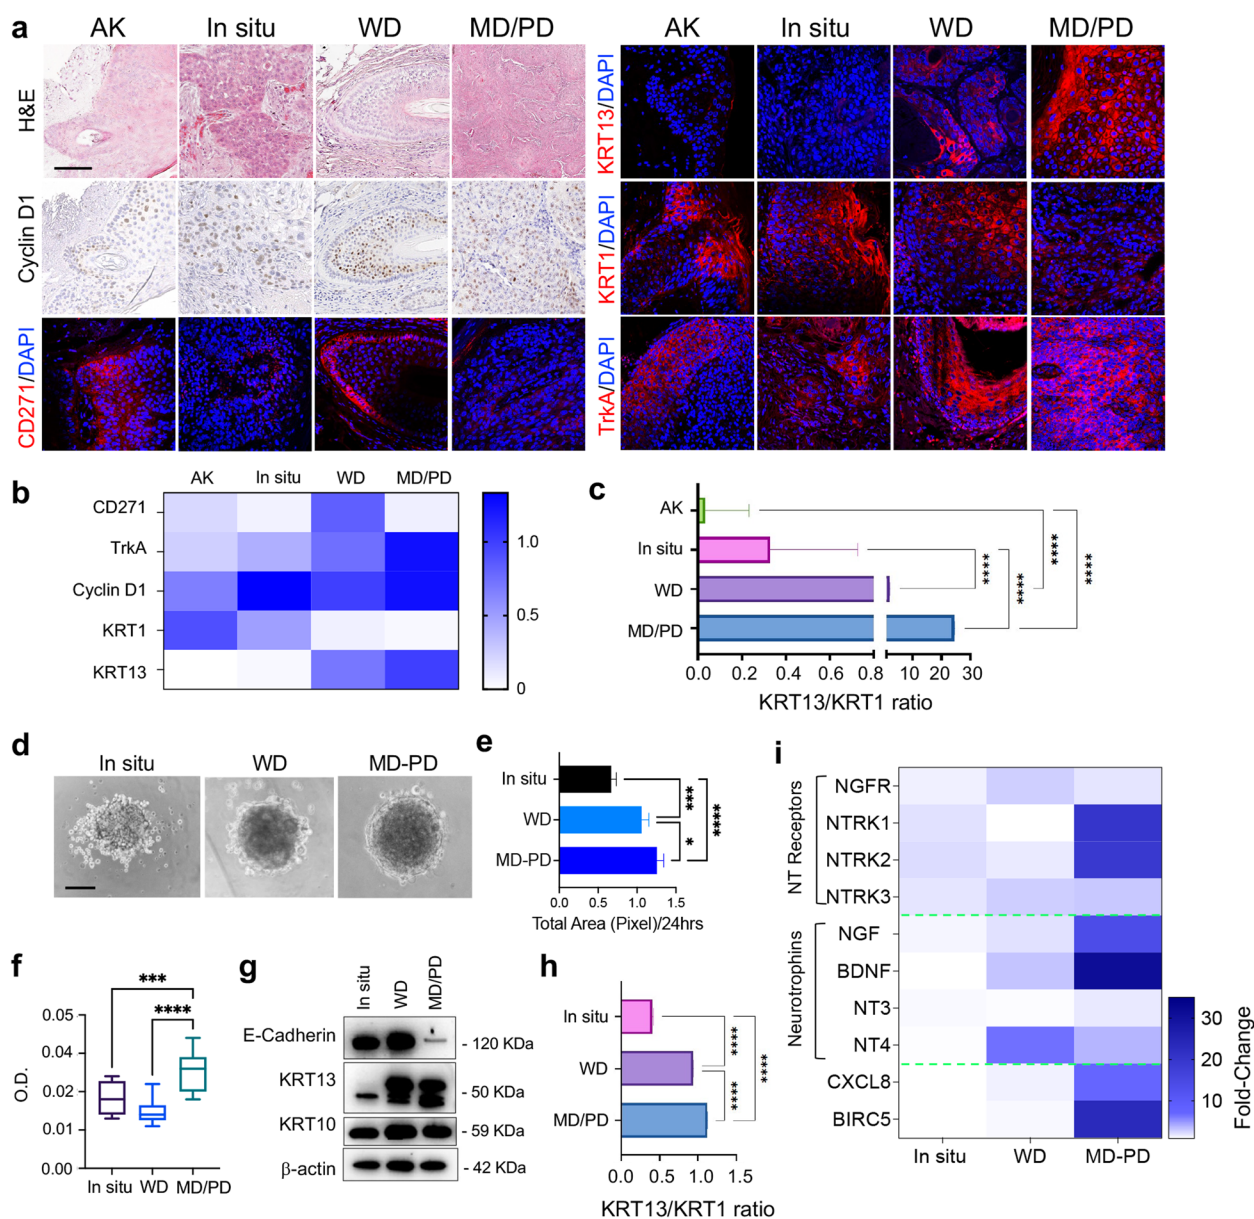 a
AK In situ WD MD/PD
AK In situ WD MD/PD
H&E
Cyclin D1
CD271/DAPI
KRT13/DAPI
KRT1/DAPI
TrkA/DAPI
b
AK In situ WD MD/PD
CD271
TrkA
Cyclin D1
KRT1
KRT13
1.0
0.5
0
c
AK
In situ
WD
MD/PD
****
****
****
****
0.0 0.2 0.4 0.6 0.8 10 20 30
KRT13/KRT1 ratio
d
In situ WD MD-PD
e
In situ
WD
MD-PD
***
*
****
0.0 0.5 1.0 1.5
Total Area (Pixel)/24hrs
f
***
****
0.05
0.04
0.02
0.01
0.00
O.D.
In situ WD MD/PD
g
In situ WD MD/PD
E-Cadherin - 120 KDa
KRT13 - 50 KDa
KRT10 - 59 KDa
β-actin - 42 KDa
h
In situ
WD
MD/PD
****
****
****
0.0 0.5 1.0 1.5
KRT13/KRT1 ratio
i
NT Receptors
NGFR
NTRK1
NTRK2
NTRK3
Neurotrophins
NGF
BDNF
NT3
NT4
CXCL8
BIRC5
In situ WD MD-PD
30
20
10
Fold-Change